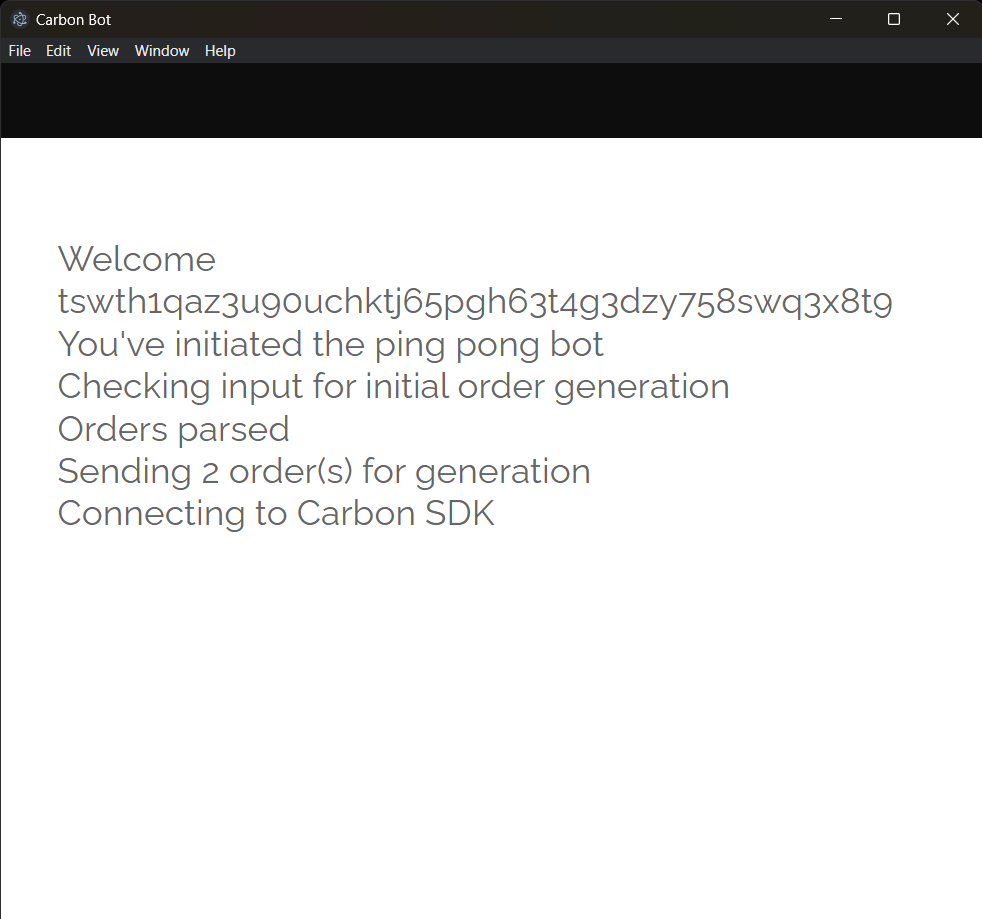 Carbon Bot
File Edit View Window Help
Welcome
tswth1qaz3u90uchktj65pgh63t4g3dzy758swq3x8t9
You've initiated the ping pong bot
Checking input for initial order generation
Orders parsed
Sending 2 order(s) for generation
Connecting to Carbon SDK